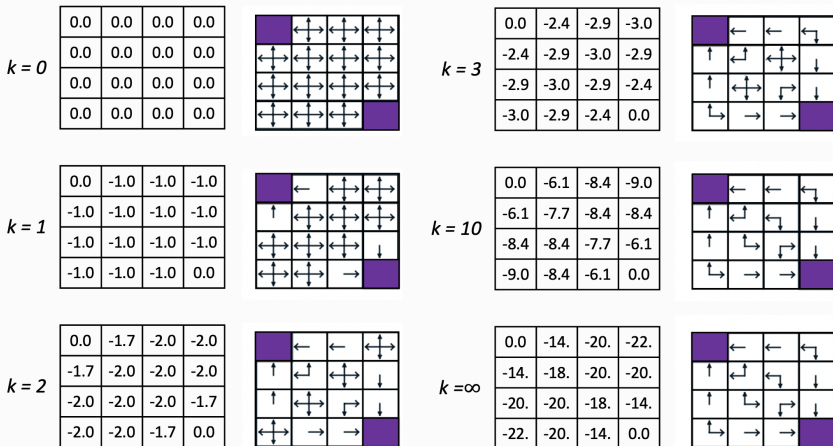 k = 0
0.0 0.0 0.0 0.0
0.0 0.0 0.0 0.0
0.0 0.0 0.0 0.0
0.0 0.0 0.0 0.0
k = 1
0.0 -1.0 -1.0 -1.0
-1.0 -1.0 -1.0 -1.0
-1.0 -1.0 -1.0 -1.0
-1.0 -1.0 -1.0 0.0
k = 2
0.0 -1.7 -2.0 -2.0
-1.7 -2.0 -2.0 -2.0
-2.0 -2.0 -2.0 -1.7
-2.0 -2.0 -1.7 0.0
k = 3
0.0 -2.4 -2.9 -3.0
-2.4 -2.9 -3.0 -2.9
-2.9 -3.0 -2.9 -2.4
-3.0 -2.9 -2.4 0.0
k = 10
0.0 -6.1 -8.4 -9.0
-6.1 -7.7 -8.4 -8.4
-8.4 -8.4 -7.7 -6.1
-9.0 -8.4 -6.1 0.0
k =∞
0.0 -14. -20. -22.
-14. -18. -20. -20.
-20. -20. -18. -14.
-22. -20. -14. 0.0